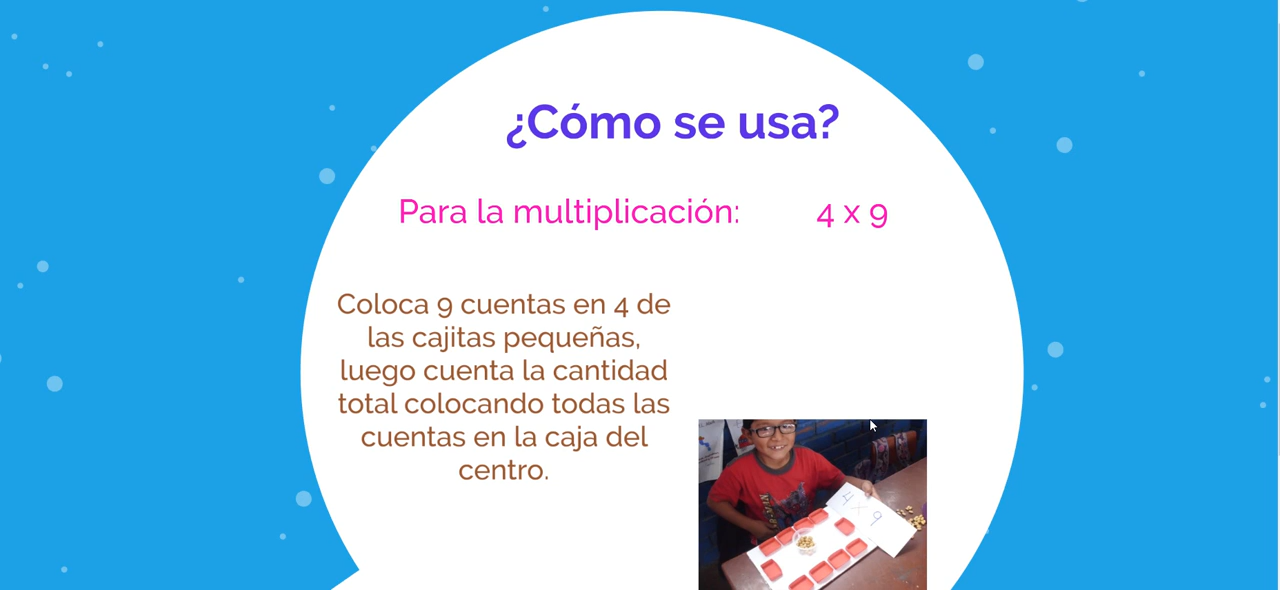 ¿Cómo se usa?
Para la multiplicación: 4 x 9
Coloca 9 cuentas en 4 de
las cajitas pequeñas,
luego cuenta la cantidad
total colocando todas las
cuentas en la caja del
centro.
4 x 9